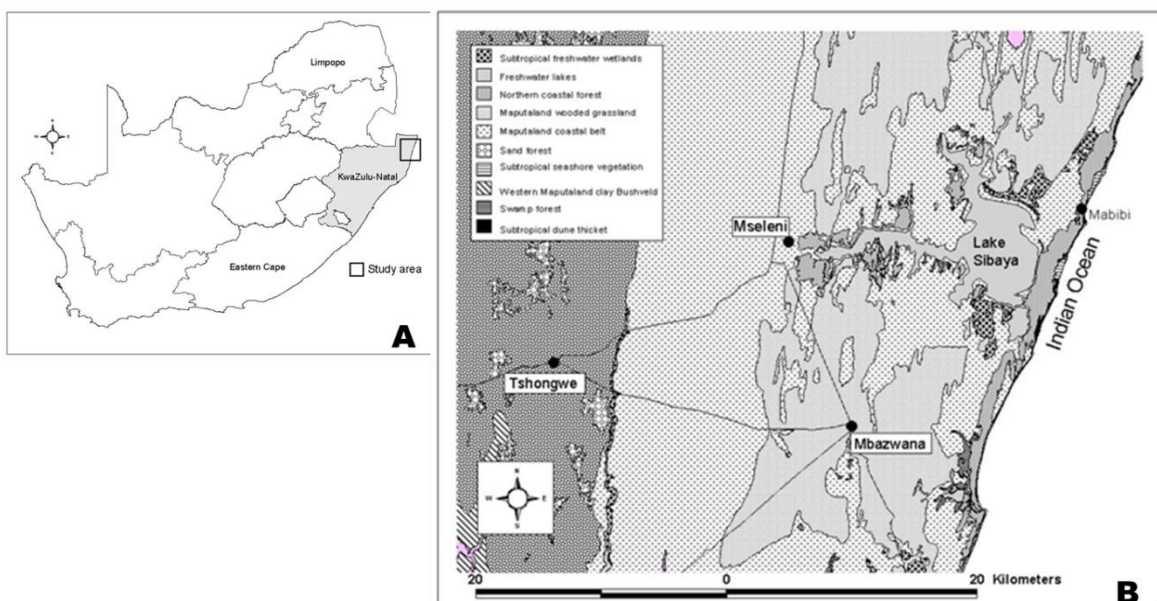 Limpopo
N
W
E
S
KwaZulu-Natal
Eastern Cape
Study area
A
Subtropical freshwater wetlands
Freshwater lakes
Northern coastal forest
Maputaland wooded grassland
Maputaland coastal belt
Sand forest
Subtropical seashore vegetation
Western Maputaland clay Bushveld
Swamp forest
Subtropical dune thicket
Mabibi
Mseleni
Lake
Sibaya
Indian Ocean
Tshongwe
Mbazwana
N
W
E
S
20
0
20
Kilometers
B